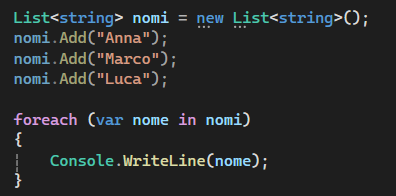 List<string> nomi = new List<string>();
nomi.Add("Anna");
nomi.Add("Marco");
nomi.Add("Luca");

foreach (var nome in nomi)
{
    Console.WriteLine(nome);
}